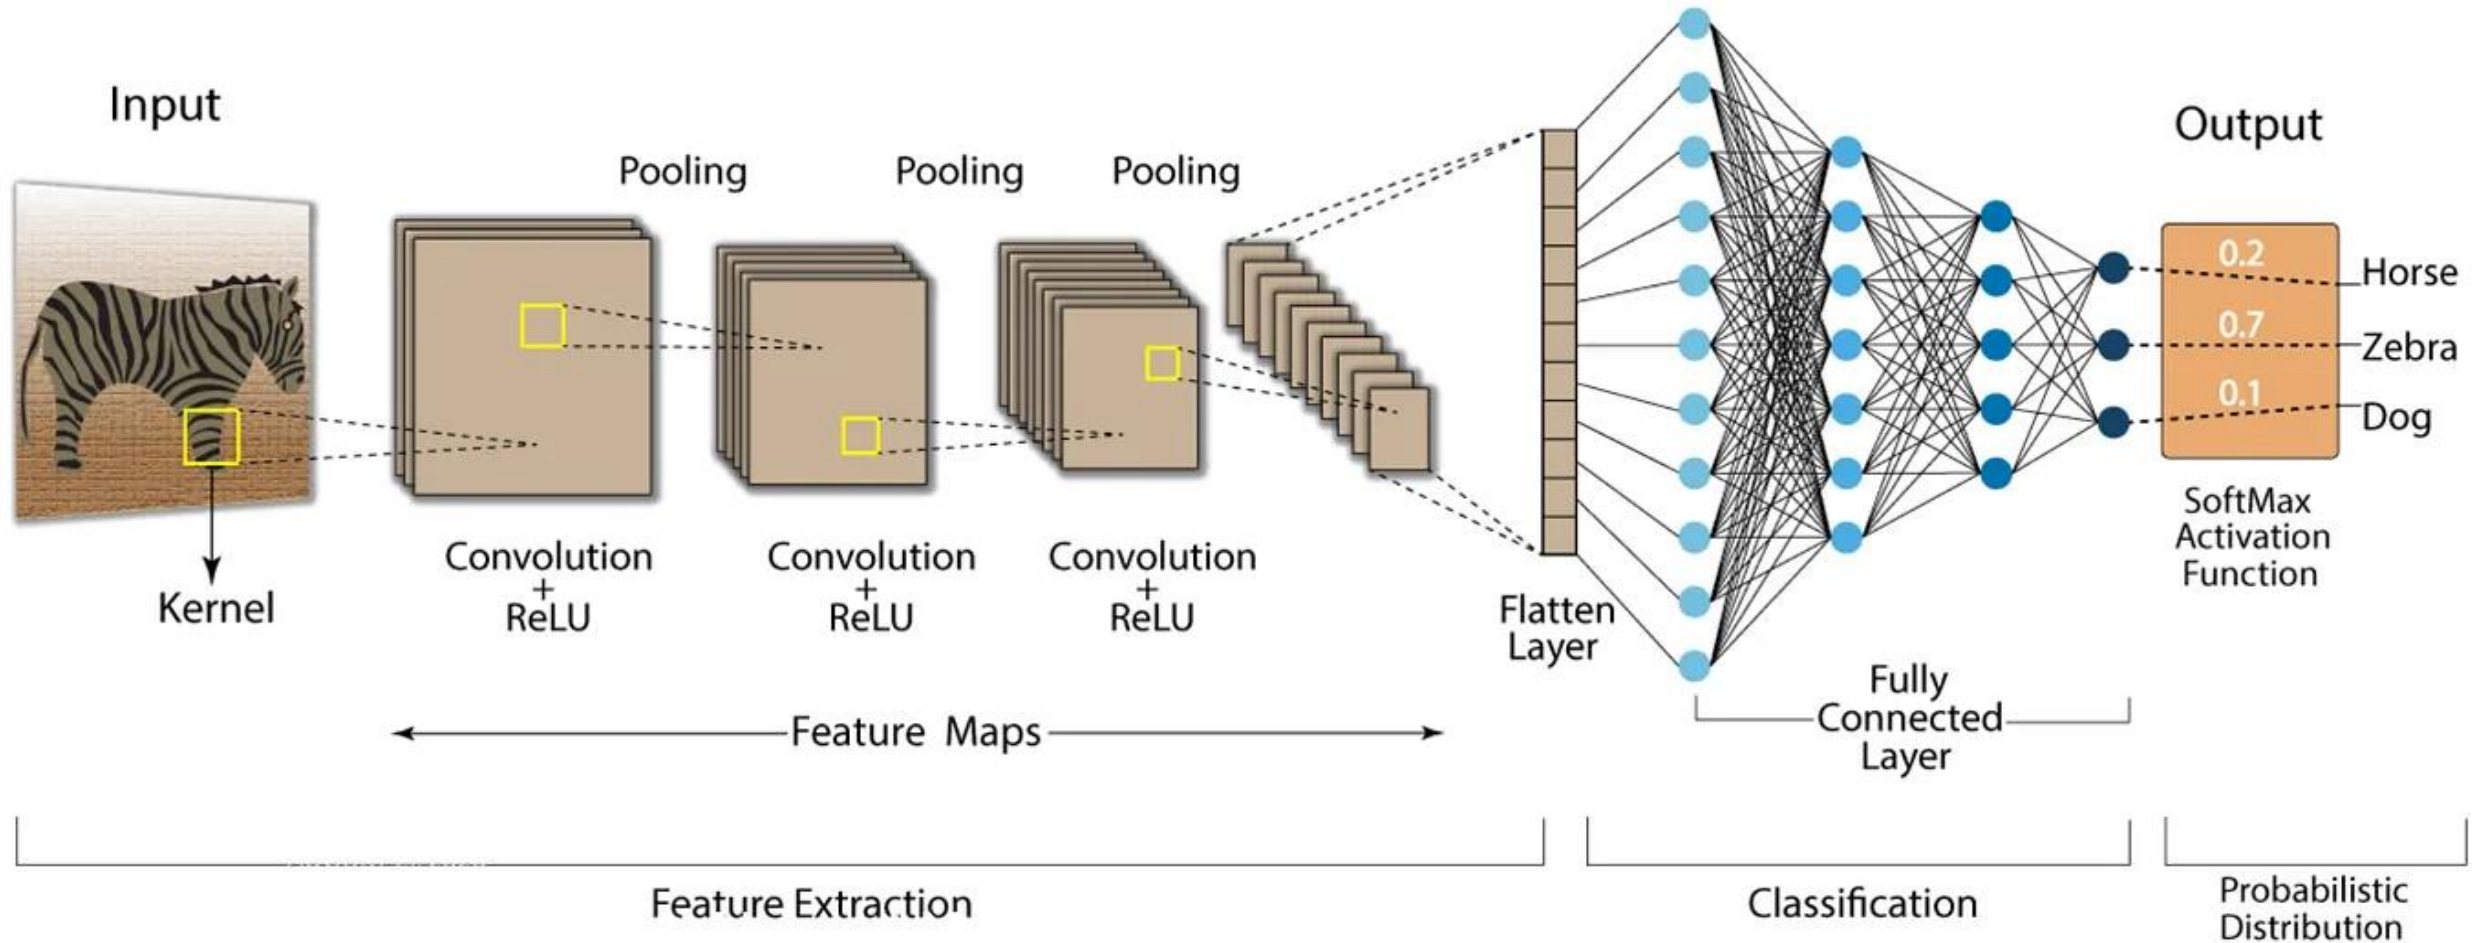 Input
Pooling
Pooling
Pooling
Output
0.2
Horse
0.7
Zebra
0.1
Dog
SoftMax
Activation
Function
Kernel
Convolution
+
ReLU
Convolution
+
ReLU
Convolution
+
ReLU
Flatten
Layer
Fully
Connected
Layer
Feature Maps
Feature Extraction
Classification
Probabilistic
Distribution